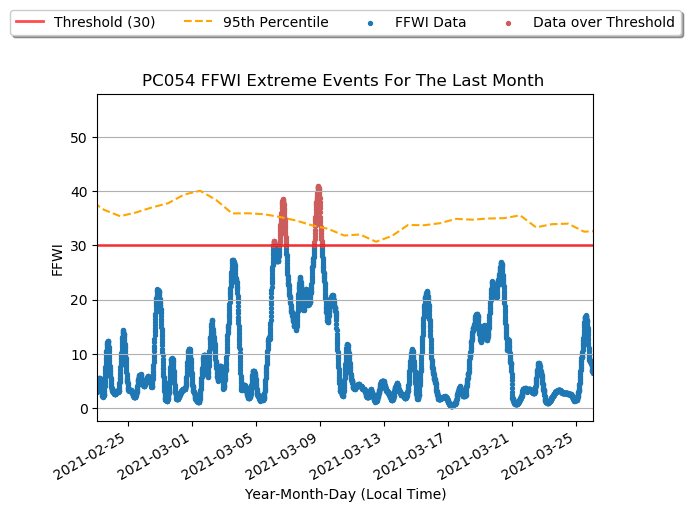 Threshold (30) 95th Percentile FFWI Data Data over Threshold
PC054 FFWI Extreme Events For The Last Month
50
40
30
20
10
0
FFWI
2021-02-25 2021-03-01 2021-03-05 2021-03-09 2021-03-13 2021-03-17 2021-03-21 2021-03-25
Year-Month-Day (Local Time)